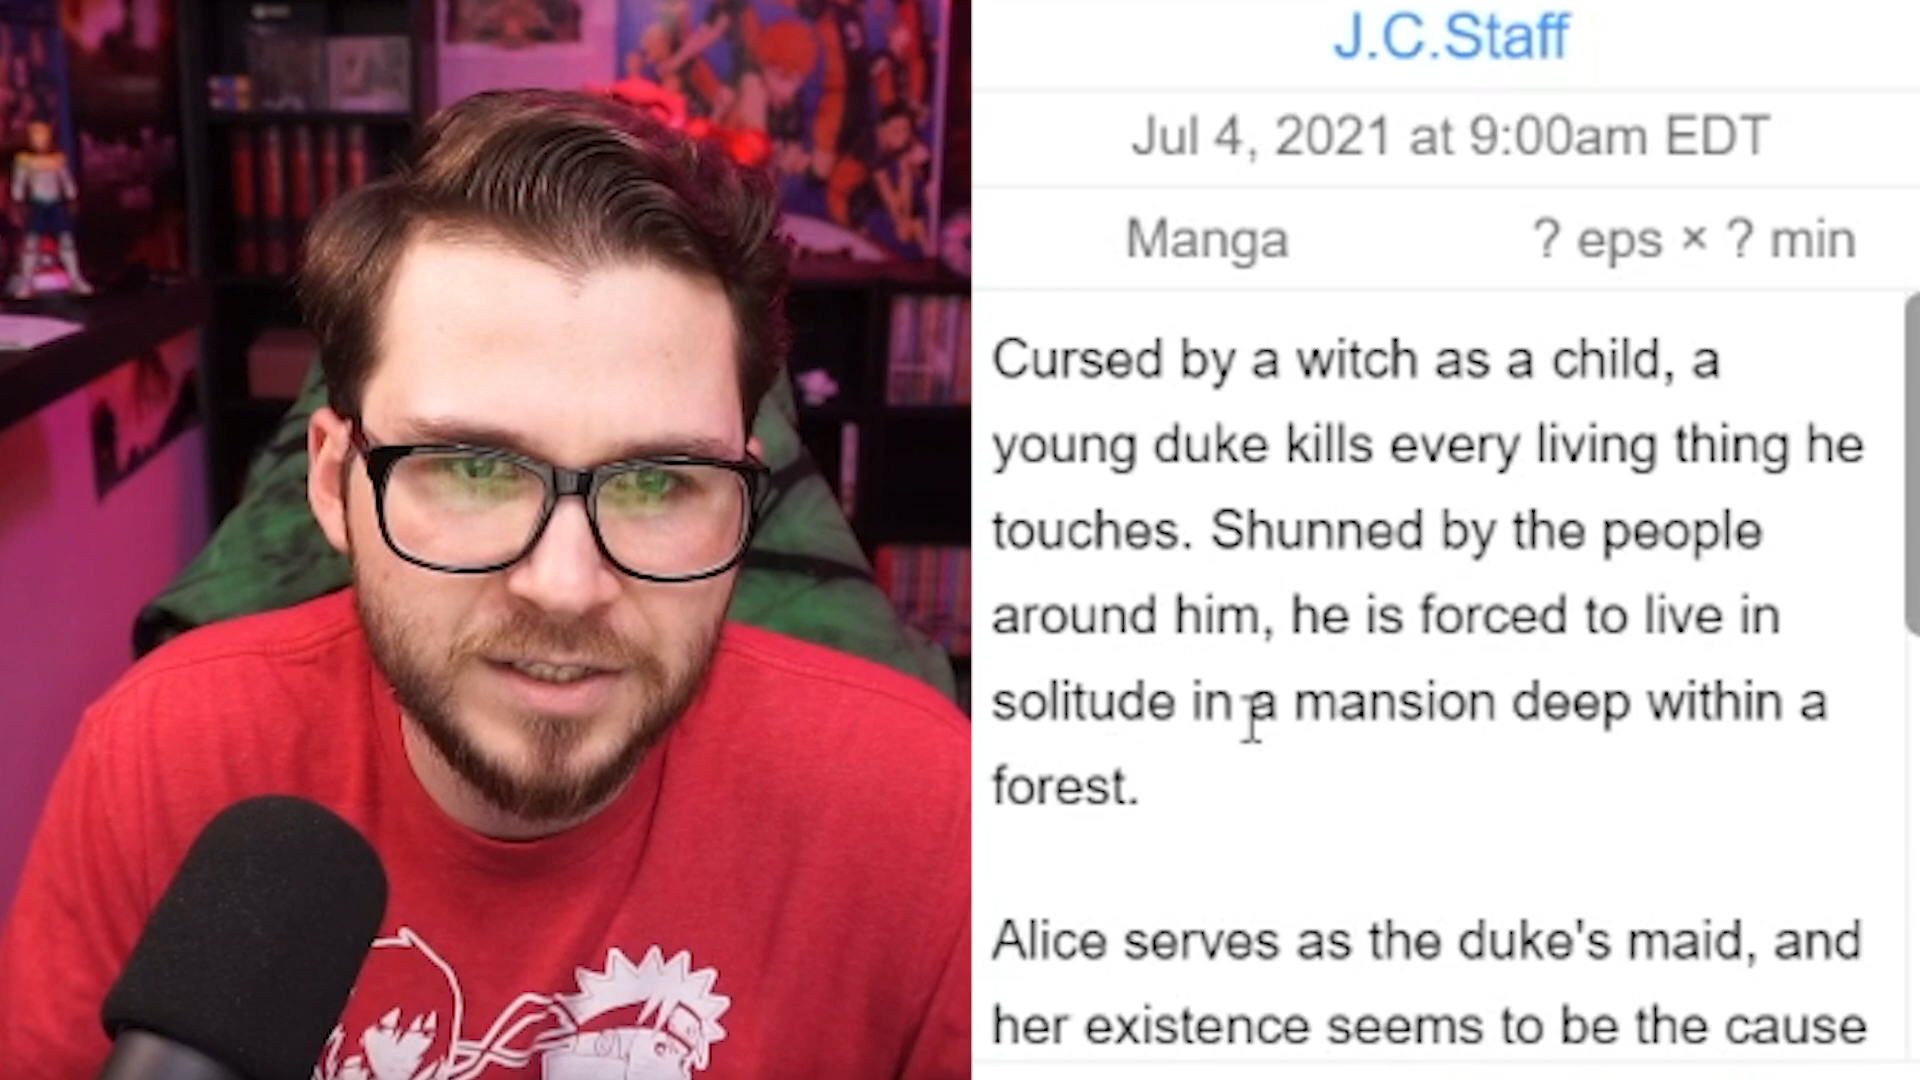 J.C.Staff
Jul 4, 2021 at 9:00am EDT
Manga ? eps × ? min
Cursed by a witch as a child, a
young duke kills every living thing he
touches. Shunned by the people
around him, he is forced to live in
solitude in a mansion deep within a
forest.
Alice serves as the duke's maid, and
her existence seems to be the cause